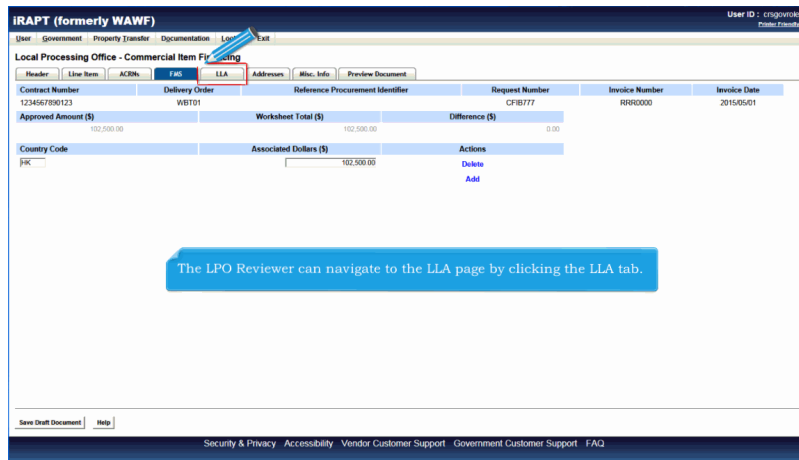 iRAPT (formerly WAWF)
User ID : crsgovrole
Printer Friendly
User Government Property Transfer Documentation Exit
Local Processing Office - Commercial Item Financing
Header Line Item ACRNs FMS LLA Addresses Misc. Info Preview Document
Contract Number Delivery Order Reference Procurement Identifier Request Number Invoice Number Invoice Date
1234567890123 WBT01 CFIB777 RRR0000 2015/05/01
Approved Amount ($) Worksheet Total ($) Difference ($)
102,500.00 102,500.00 0.00
Country Code Associated Dollars ($) Actions
HK 102,500.00 Delete
Add
The LPO Reviewer can navigate to the LLA page by clicking the LLA tab.
Save Draft Document Help
Security & Privacy Accessibility Vendor Customer Support Government Customer Support FAQ